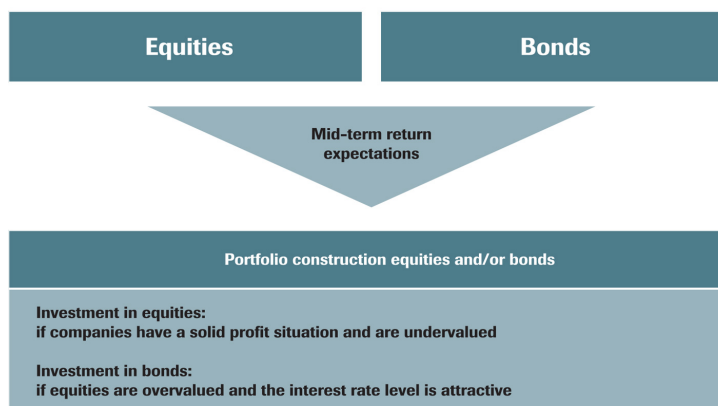 Equities
Bonds
Mid-term return
expectations
Portfolio construction equities and/or bonds
Investment in equities:
if companies have a solid profit situation and are undervalued
Investment in bonds:
if equities are overvalued and the interest rate level is attractive